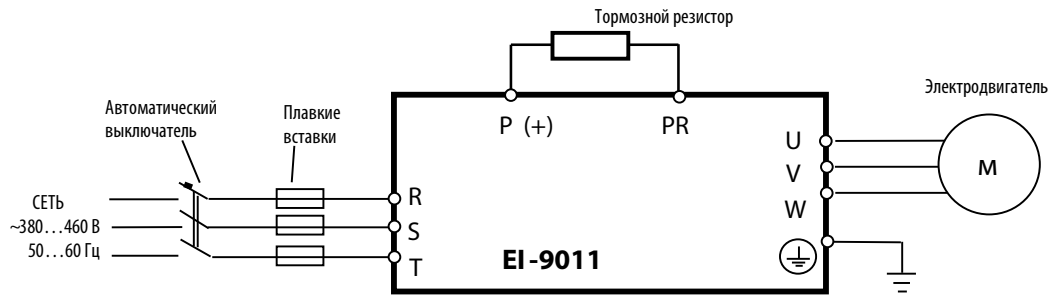 Тормозной резистор
Электродвигатель
Автоматический
выключатель
Плавкие
вставки
P (+)
PR
U
V
W
M
СЕТЬ
~380...460 В
50...60 Гц
R
S
T
EI-9011